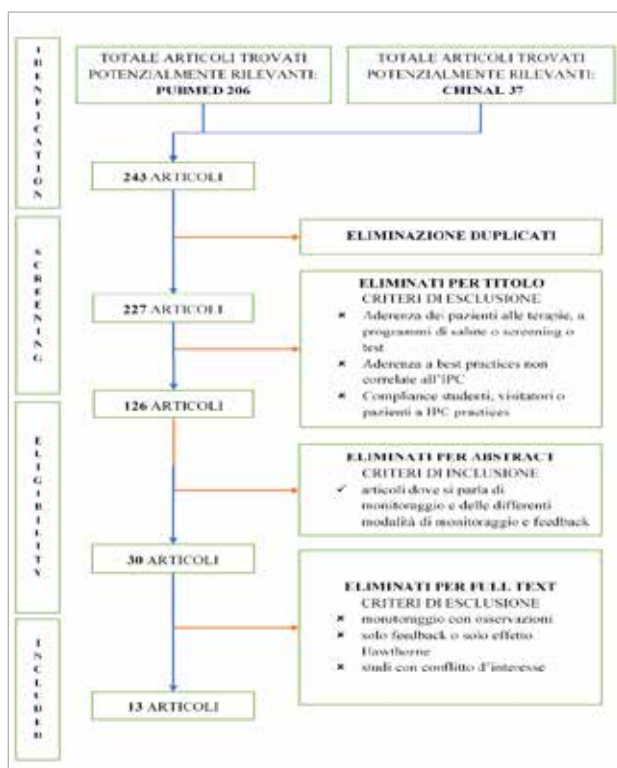 IDENFICATION
TOTALE ARTICOLI TROVATI
POTENZIALMENTE RILEVANTI:
PUBMED 206
TOTALE ARTICOLI TROVATI
POTENZIALMENTE RILEVANTI:
CHINAL 37
243 ARTICOLI
SCREENING
ELIMINAZIONE DUPLICATI
227 ARTICOLI
ELIMINATI PER TITOLO
CRITERI DI ESCLUSIONE
× Aderenza dei pazienti alle terapie, a
programmi di salute o screening o
test
× Aderenza a best practices non
correlate all'IPC
× Compliance studenti, visitatori o
pazienti a IPC practices
126 ARTICOLI
ELIGIBILITY
ELIMINATI PER ABSTRACT
CRITERI DI INCLUSIONE
✓ articoli dove si parla di
monitoraggio e delle differenti
modalità di monitoraggio e feedback
30 ARTICOLI
ELIMINATI PER FULL TEXT
CRITERI DI ESCLUSIONE
× monitoraggio con osservazioni
× solo feedback o solo effetto
Hawthorne
× studi con conflitto d'interesse
INCLUDED
13 ARTICOLI